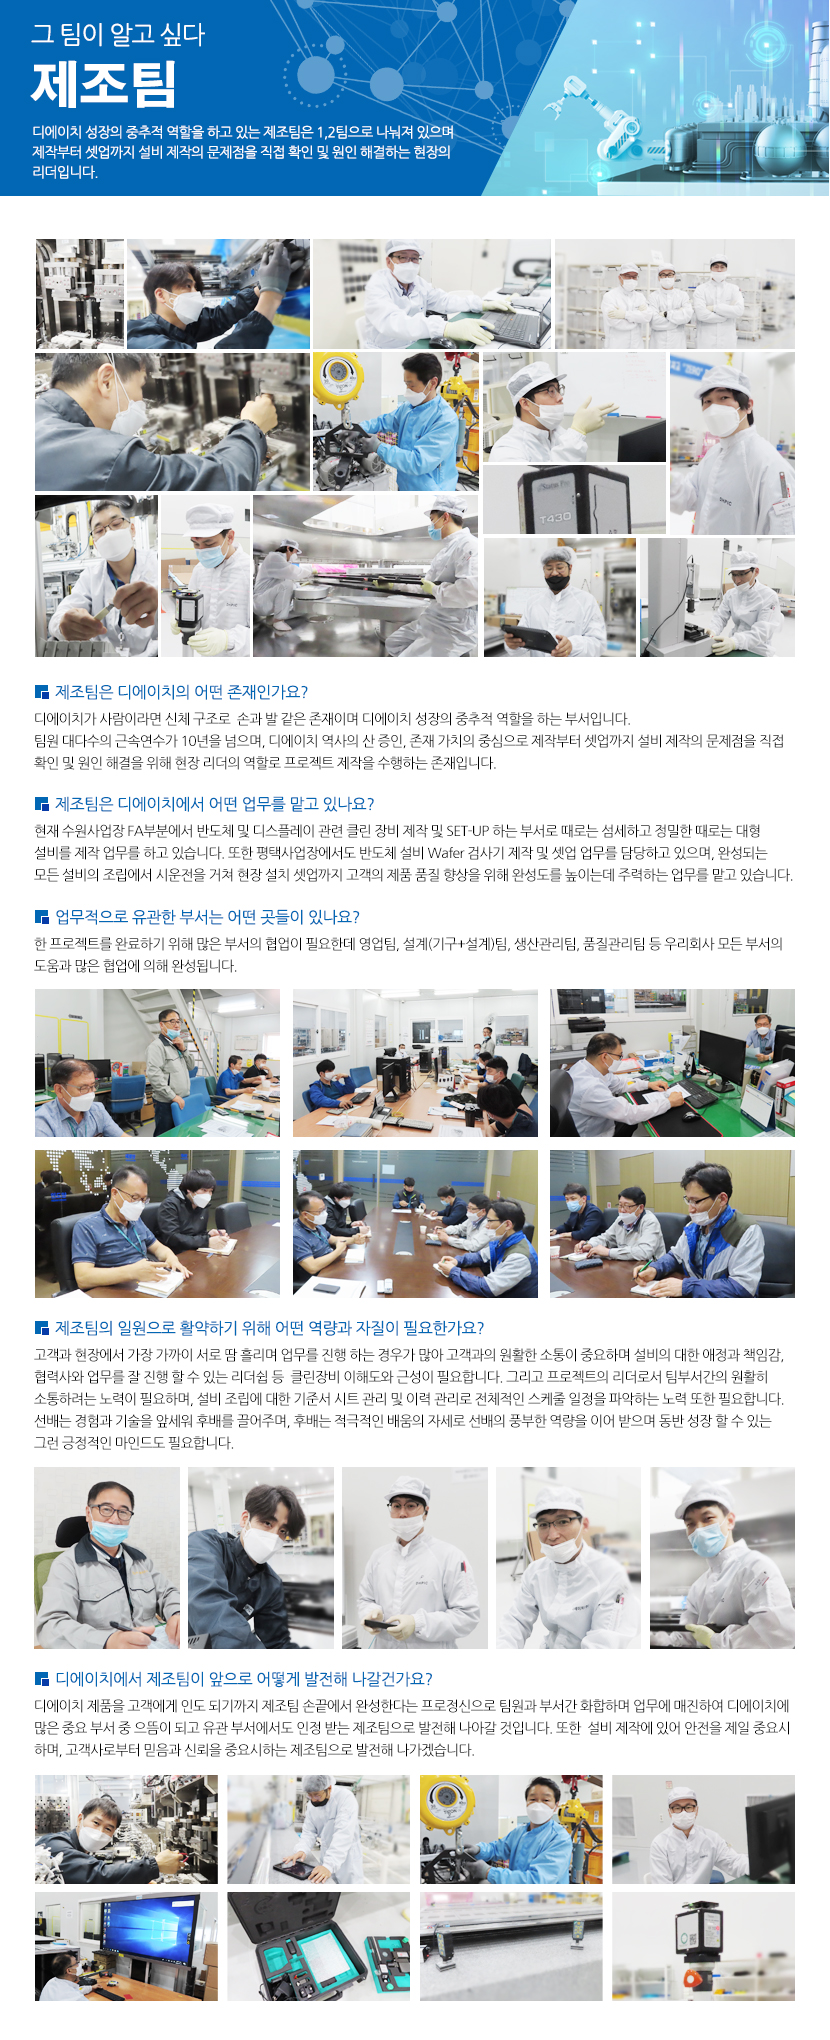 그 팀이 알고 싶다
제조팀
디에이치 성장의 중추적 역할을 하고 있는 제조팀은 1,2팀으로 나눠져 있으며
제작부터 셋업까지 설비 제작의 문제점을 직접 확인 및 원인 해결하는 현장의
리더입니다.
T430
제조팀은 디에이치의 어떤 존재인가요?
디에이치가 사람이라면 신체 구조로 손과 발 같은 존재이며 디에이치 성장의 중추적 역할을 하는 부서입니다.
팀원 대다수의 근속연수가 10년을 넘으며, 디에이치 역사의 산 증인, 존재 가치의 중심으로 제작부터 셋업까지 설비 제작의 문제점을 직접
확인 및 원인 해결을 위해 현장 리더의 역할로 프로젝트 제작을 수행하는 존재입니다.
제조팀은 디에이치에서 어떤 업무를 맡고 있나요?
현재 수원사업장 FA부분에서 반도체 및 디스플레이 관련 클린 장비 제작 및 SET-UP 하는 부서로 때로는 섬세하고 정밀한 때로는 대형
설비를 제작 업무를 하고 있습니다. 또한 평택사업장에서도 반도체 설비 Wafer 검사기 제작 및 셋업 업무를 담당하고 있으며, 완성되는
모든 설비의 조립에서 시운전을 거쳐 현장 설치 셋업까지 고객의 제품 품질 향상을 위해 완성도를 높이는데 주력하는 업무를 맡고 있습니다.
업무적으로 유관한 부서는 어떤 곳들이 있나요?
한 프로젝트를 완료하기 위해 많은 부서의 협업이 필요한데 영업팀, 설계(기구+설계)팀, 생산관리팀, 품질관리팀 등 우리회사 모든 부서의
도움과 많은 협업에 의해 완성됩니다.
제조팀의 일원으로 활약하기 위해 어떤 역량과 자질이 필요한가요?
고객과 현장에서 가장 가까이 서로 땀 흘리며 업무를 진행 하는 경우가 많아 고객과의 원활한 소통이 중요하며 설비의 대한 애정과 책임감,
협력사와 업무를 잘 진행 할 수 있는 리더쉽 등 클린장비 이해도와 근성이 필요합니다. 그리고 프로젝트의 리더로서 팀부서간의 원활히
소통하려는 노력이 필요하며, 설비 조립에 대한 기준서 시트 관리 및 이력 관리로 전체적인 스케줄 일정을 파악하는 노력 또한 필요합니다.
선배는 경험과 기술을 앞세워 후배를 끌어주며, 후배는 적극적인 배움의 자세로 선배의 풍부한 역량을 이어 받으며 동반 성장 할 수 있는
그런 긍정적인 마인드도 필요합니다.
디에이치에서 제조팀이 앞으로 어떻게 발전해 나갈건가요?
디에이치 제품을 고객에게 인도 되기까지 제조팀 손끝에서 완성한다는 프로정신으로 팀원과 부서간 화합하며 업무에 매진하여 디에이치에
많은 중요 부서 중 으뜸이 되고 유관 부서에서도 인정 받는 제조팀으로 발전해 나아갈 것입니다. 또한 설비 제작에 있어 안전을 제일 중요시
하며, 고객사로부터 믿음과 신뢰을 중요시하는 제조팀으로 발전해 나가겠습니다.